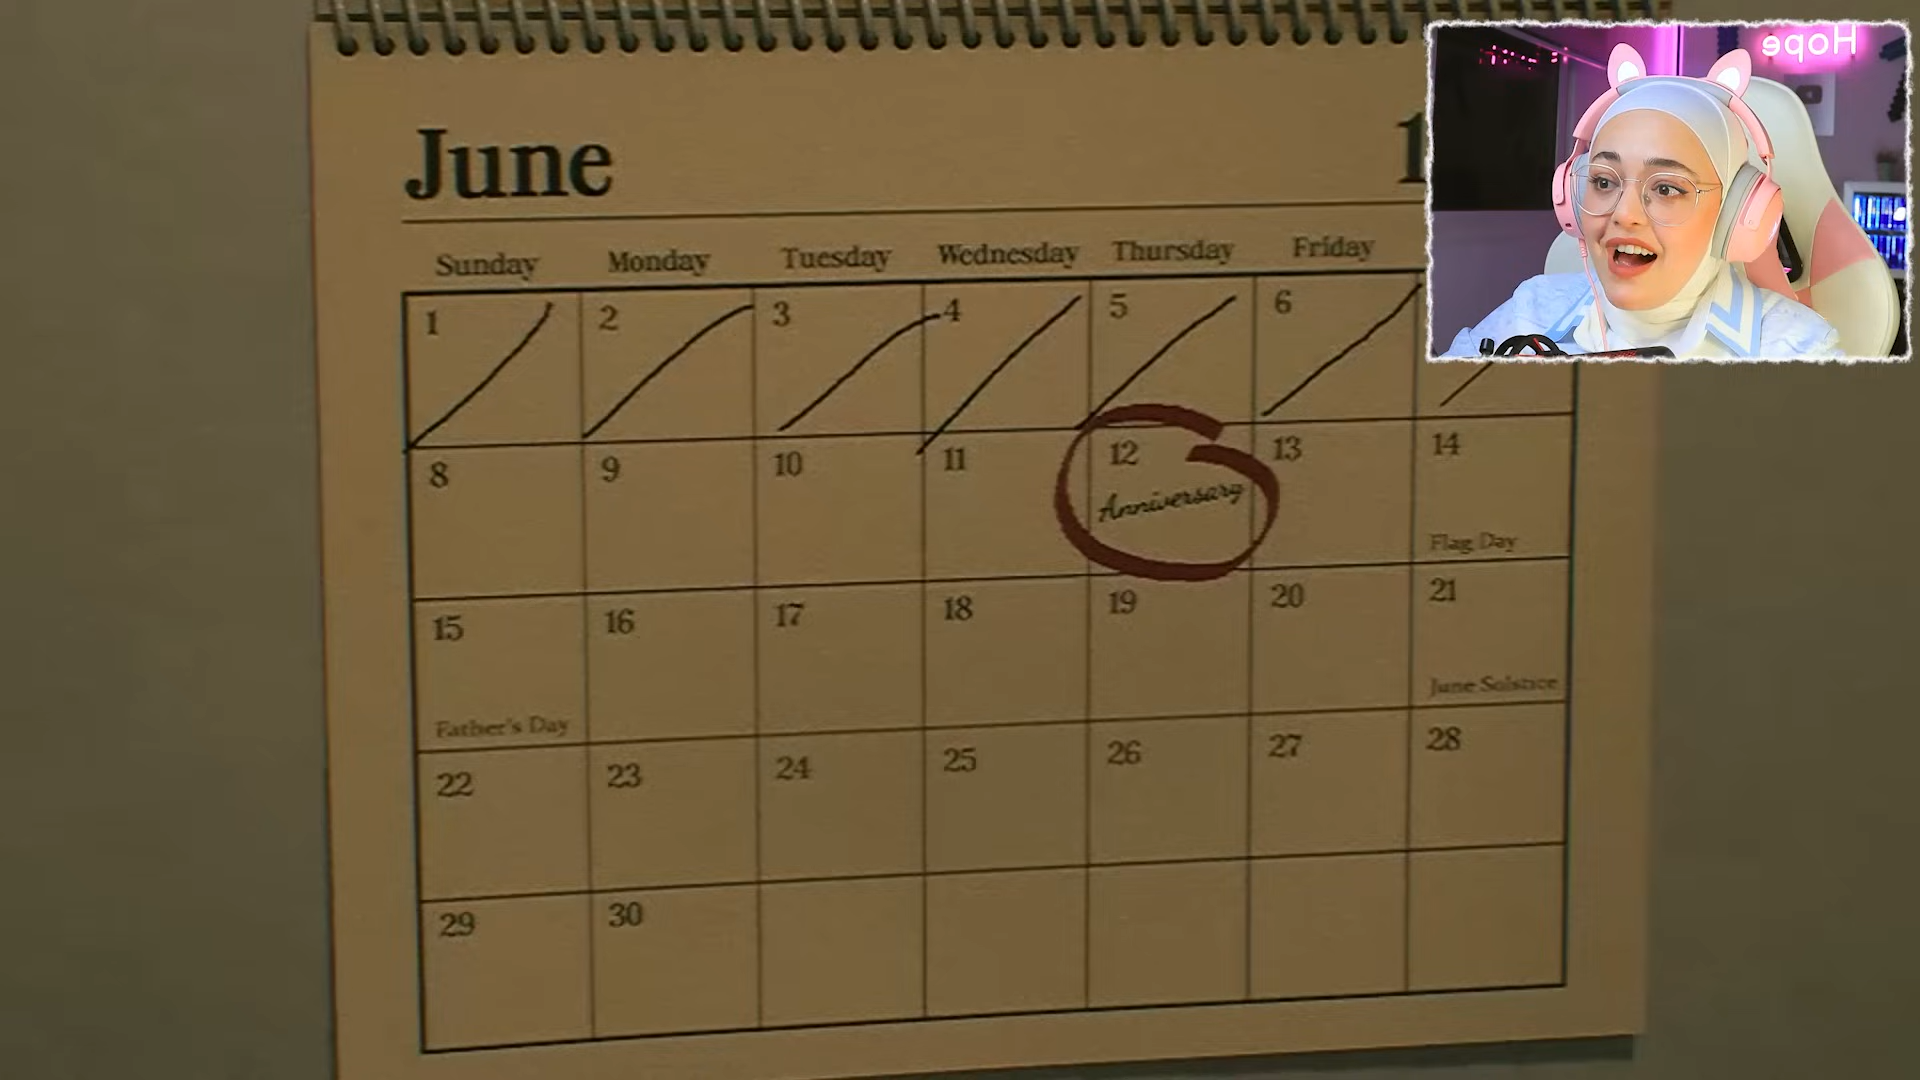 June 1
Hope
Sunday Monday Tuesday Wednesday Thursday Friday
1 2 3 4 5 6
8 9 10 11 12 13 14
Anniversary
Flag Day
15 16 17 18 19 20 21
Father's Day
June Solstice
22 23 24 25 26 27 28
29 30